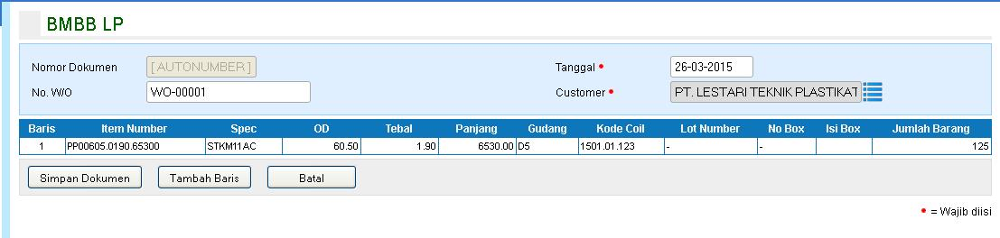 BMBB LP
Nomor Dokumen [ AUTONUMBER ] Tanggal • 26-03-2015
No. W/O WO-00001 Customer • PT. LESTARI TEKNIK PLASTIKAT
Baris Item Number Spec OD Tebal Panjang Gudang Kode Coil Lot Number No Box Isi Box Jumlah Barang
1 PP00605.0190.65300 STKM11AC 60.50 1.90 6530.00 D5 1501.01.123 - - 125
Simpan Dokumen Tambah Baris Batal
• = Wajib diisi